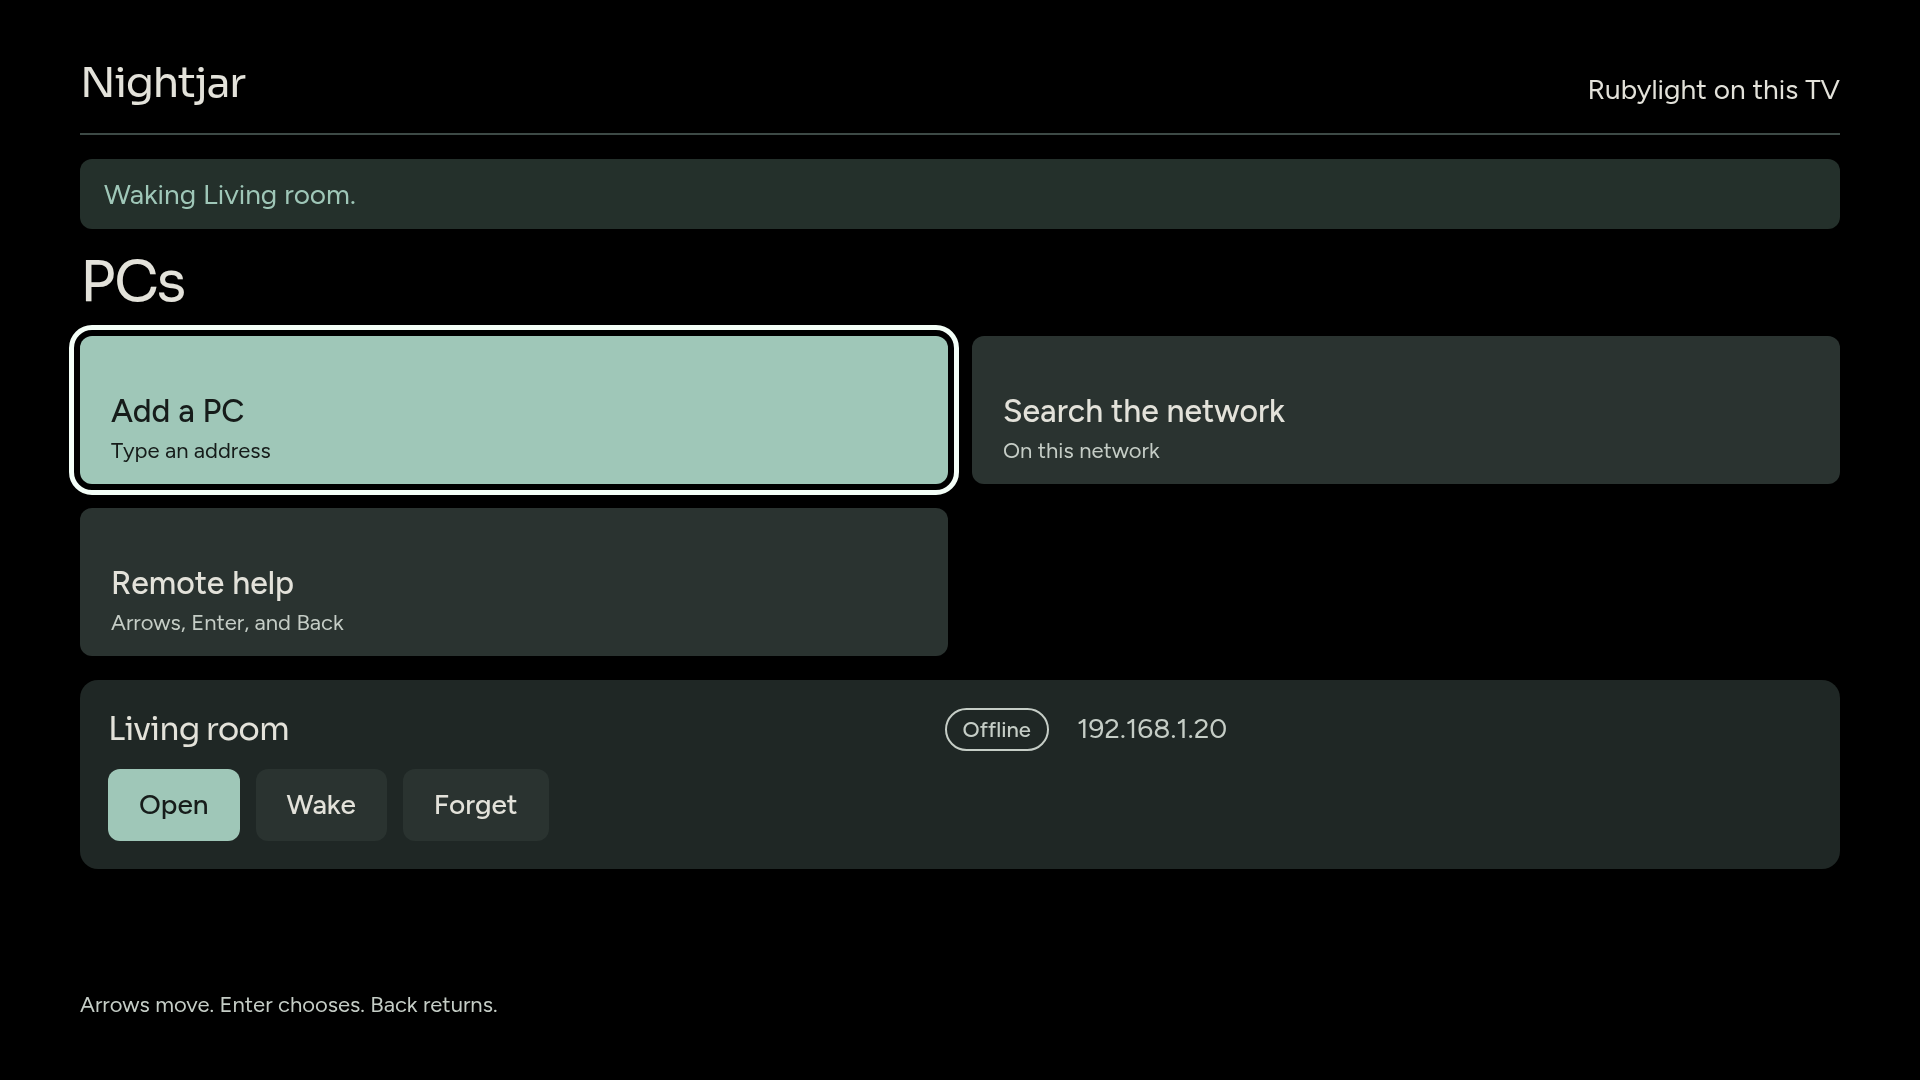 Nightjar
Rubylight on this TV
Waking Living room.
PCs
Add a PC
Type an address
Search the network
On this network
Remote help
Arrows, Enter, and Back
Living room
Offline
192.168.1.20
Open
Wake
Forget
Arrows move. Enter chooses. Back returns.